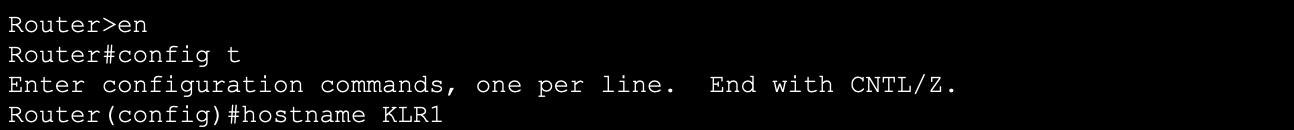 Router>en
Router#config t
Enter configuration commands, one per line.  End with CNTL/Z.
Router(config)#hostname KLR1